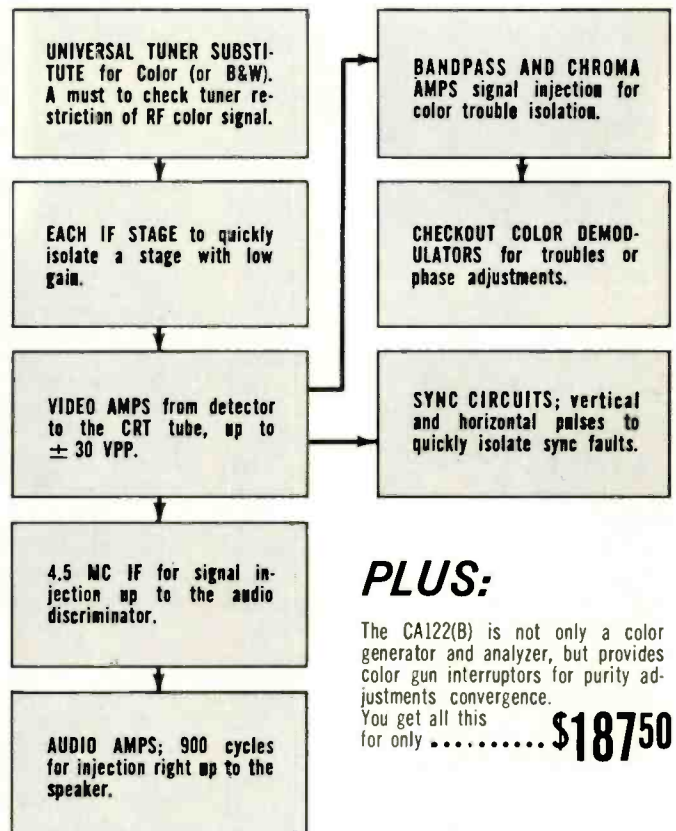 UNIVERSAL TUNER SUBSTI-
TUTE for Color (or B&W).
A must to check tuner re-
striction of RF color signal.
EACH IF STAGE to quickly
isolate a stage with low
gain.
VIDEO AMPS from detector
to the CRT tube, up to
± 30 VPP.
4.5 MC IF for signal in-
jection up to the audio
discriminator.
AUDIO AMPS; 900 cycles
for injection right up to the
speaker.
BANDPASS AND CHROMA
AMPS signal injection for
color trouble isolation.
CHECKOUT COLOR DEMOD-
ULATORS for troubles or
phase adjustments.
SYNC CIRCUITS; vertical
and horizontal pulses to
quickly isolate sync faults.
PLUS:
The CA122(B) is not only a color
generator and analyzer, but provides
color gun interruptors for purity ad-
justments convergence.
You get all this
for only .......... $18750